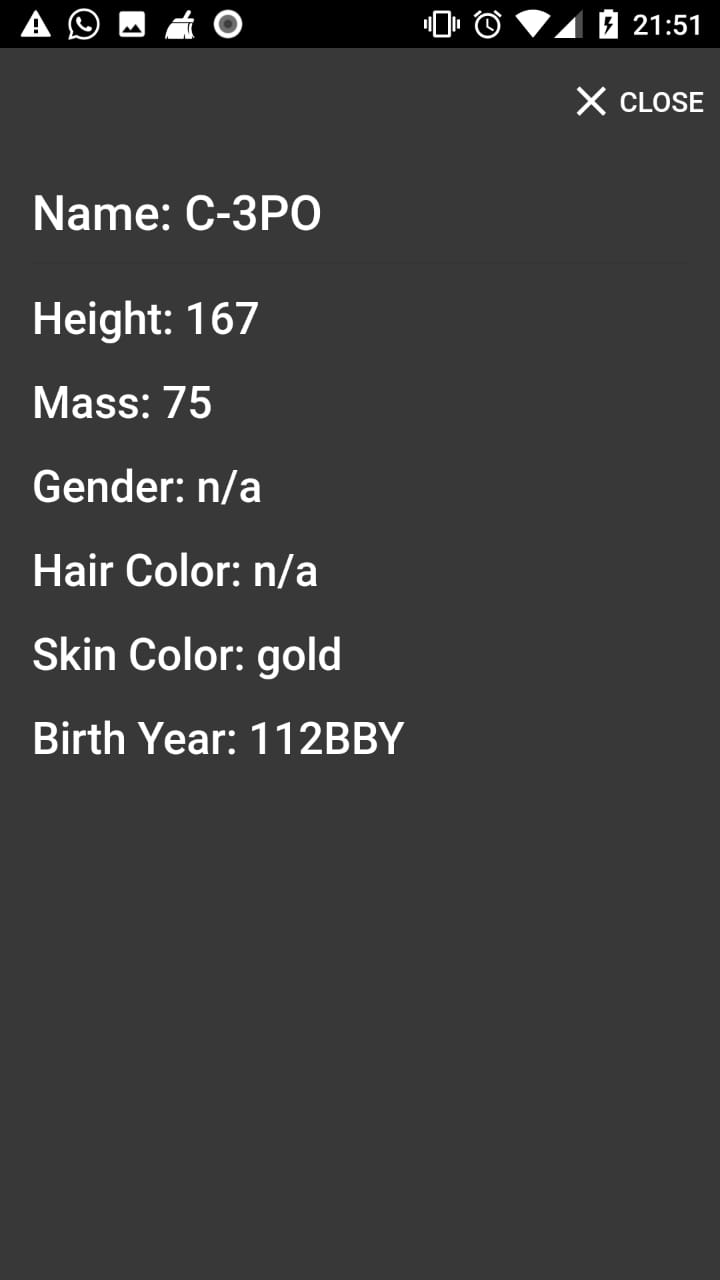 21:51
CLOSE
Name: C-3PO
Height: 167
Mass: 75
Gender: n/a
Hair Color: n/a
Skin Color: gold
Birth Year: 112BBY